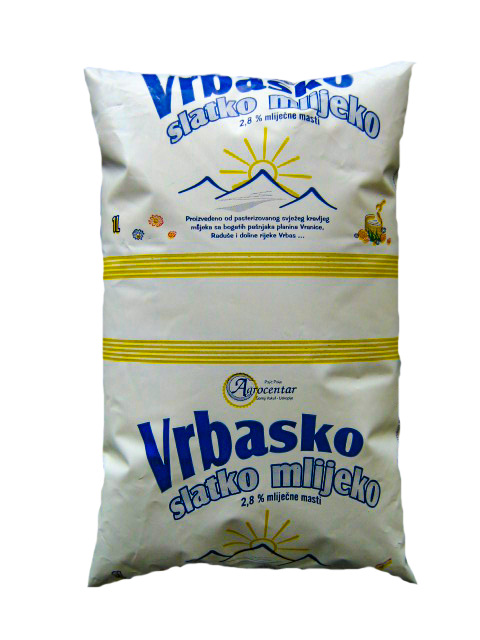 Vrbasko
slatko mlijeko
2,8 % mliječne masti
Proizvedeno od pasterizovanog svježeg kravljeg
mlijeka sa bogatih pašnjaka planine Vranice,
Raduše i doline rijeke Vrbas ...
1L
Agrocentar
Vrbasko
slatko mlijeko
2,8 % mliječne masti